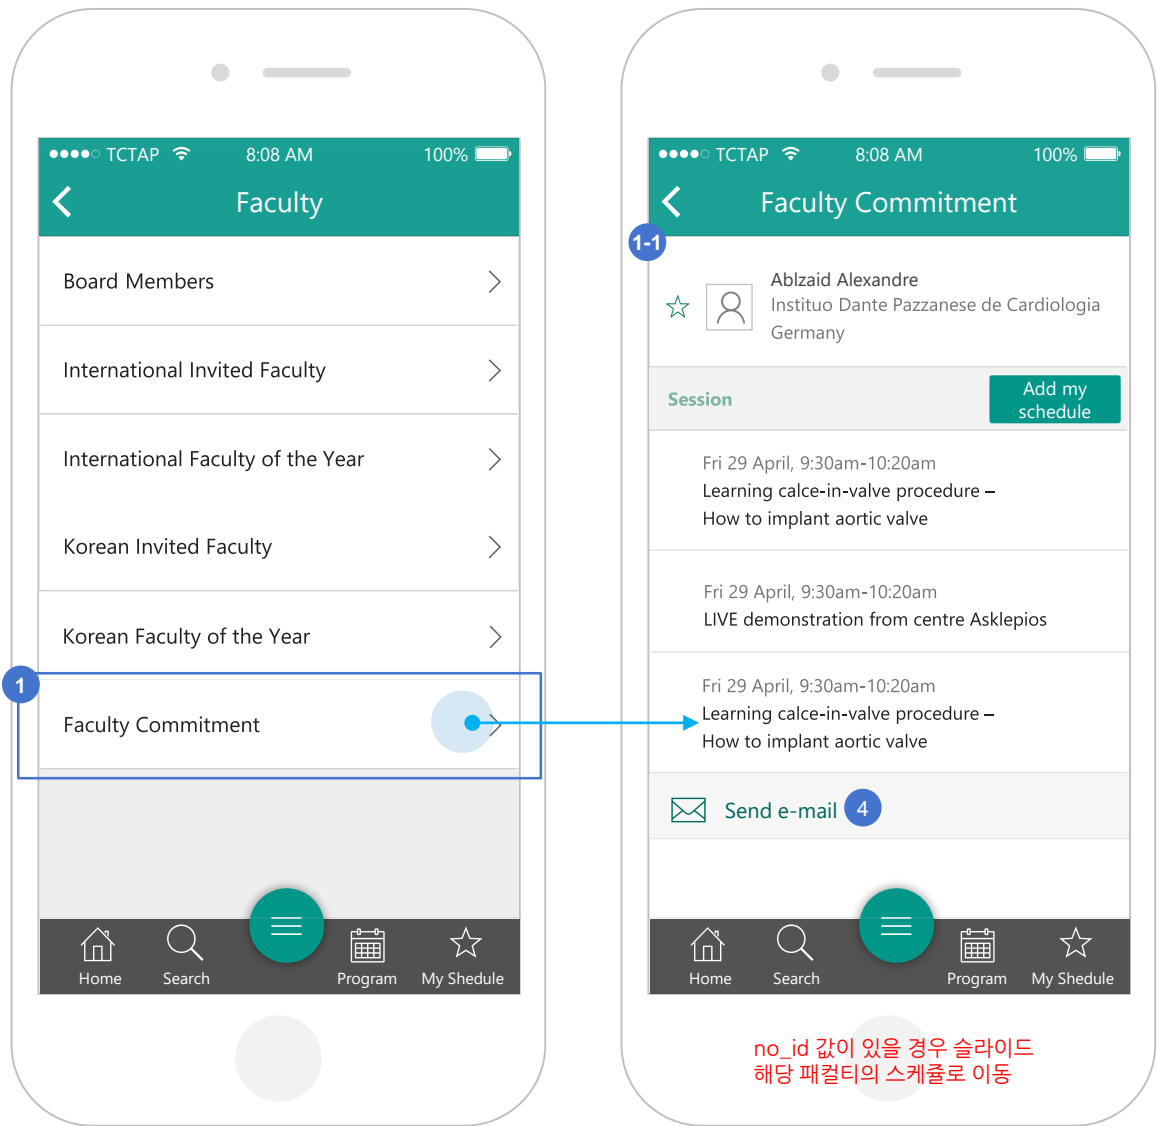 TCTAP 8:08 AM 100%
Faculty
Board Members
International Invited Faculty
International Faculty of the Year
Korean Invited Faculty
Korean Faculty of the Year
1
Faculty Commitment
Home Search Program My Shedule
TCTAP 8:08 AM 100%
Faculty Commitment
1-1
Ablzaid Alexandre
Instituo Dante Pazzanese de Cardiologia
Germany
Session
Add my
schedule
Fri 29 April, 9:30am-10:20am
Learning calce-in-valve procedure –
How to implant aortic valve
Fri 29 April, 9:30am-10:20am
LIVE demonstration from centre Asklepios
Fri 29 April, 9:30am-10:20am
Learning calce-in-valve procedure –
How to implant aortic valve
Send e-mail 4
Home Search Program My Shedule
no_id 값이 있을 경우 슬라이드
해당 패컬티의 스케쥴로 이동